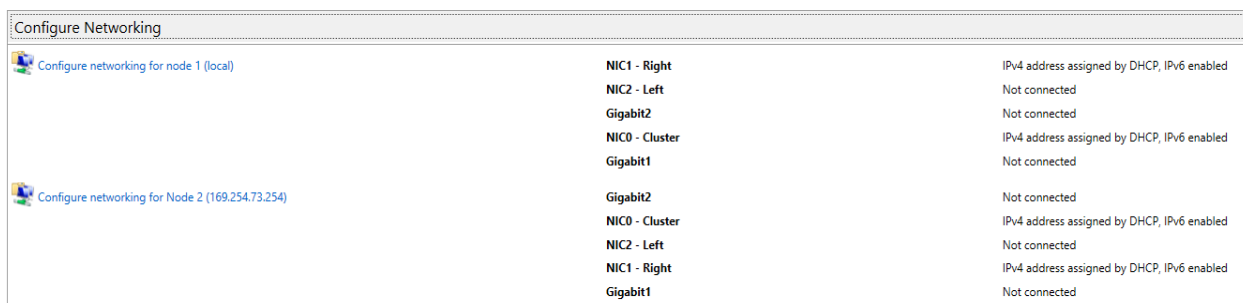 Configure Networking
Configure networking for node 1 (local) NIC1 - Right IPv4 address assigned by DHCP, IPv6 enabled
NIC2 - Left Not connected
Gigabit2 Not connected
NIC0 - Cluster IPv4 address assigned by DHCP, IPv6 enabled
Gigabit1 Not connected
Configure networking for Node 2 (169.254.73.254) Gigabit2 Not connected
NIC0 - Cluster IPv4 address assigned by DHCP, IPv6 enabled
NIC2 - Left Not connected
NIC1 - Right IPv4 address assigned by DHCP, IPv6 enabled
Gigabit1 Not connected